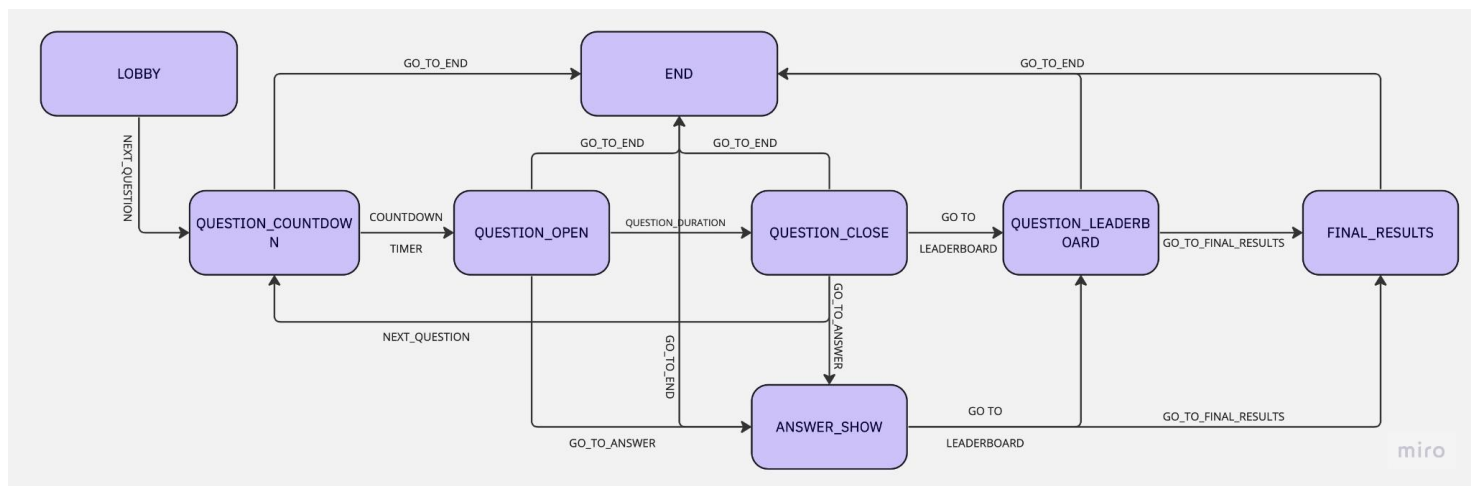 GO_TO_END
GO_TO_END
LOBBY
END
GO_TO_END
GO_TO_END
NEXT_QUESTION
COUNTDOWN
GO TO
QUESTION_COUNTDOW
N
QUESTION_OPEN
QUESTION_DURATION
QUESTION_CLOSE
QUESTION_LEADERB
OARD
FINAL_RESULTS
TIMER
LEADERBOARD
GO_TO_FINAL_RESULTS
GO_TO_ANSWER
NEXT_QUESTION
GO_TO_END
GO TO
GO_TO_FINAL_RESULTS
ANSWER_SHOW
GO_TO_ANSWER
LEADERBOARD
miro